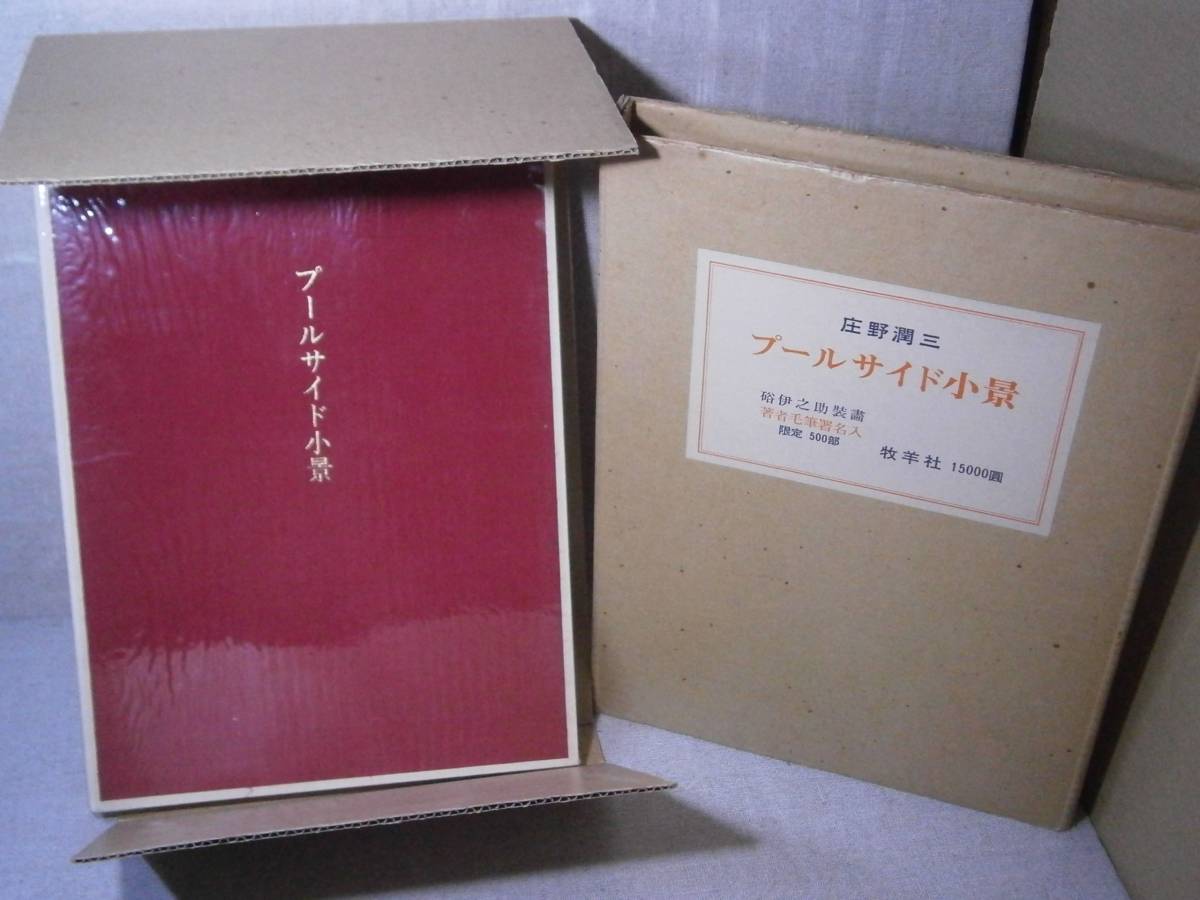 プールサイド小景
庄野潤三
プールサイド小景
硲伊之助装畵
著者毛筆署名入
限定 500部
牧羊社 15000圓